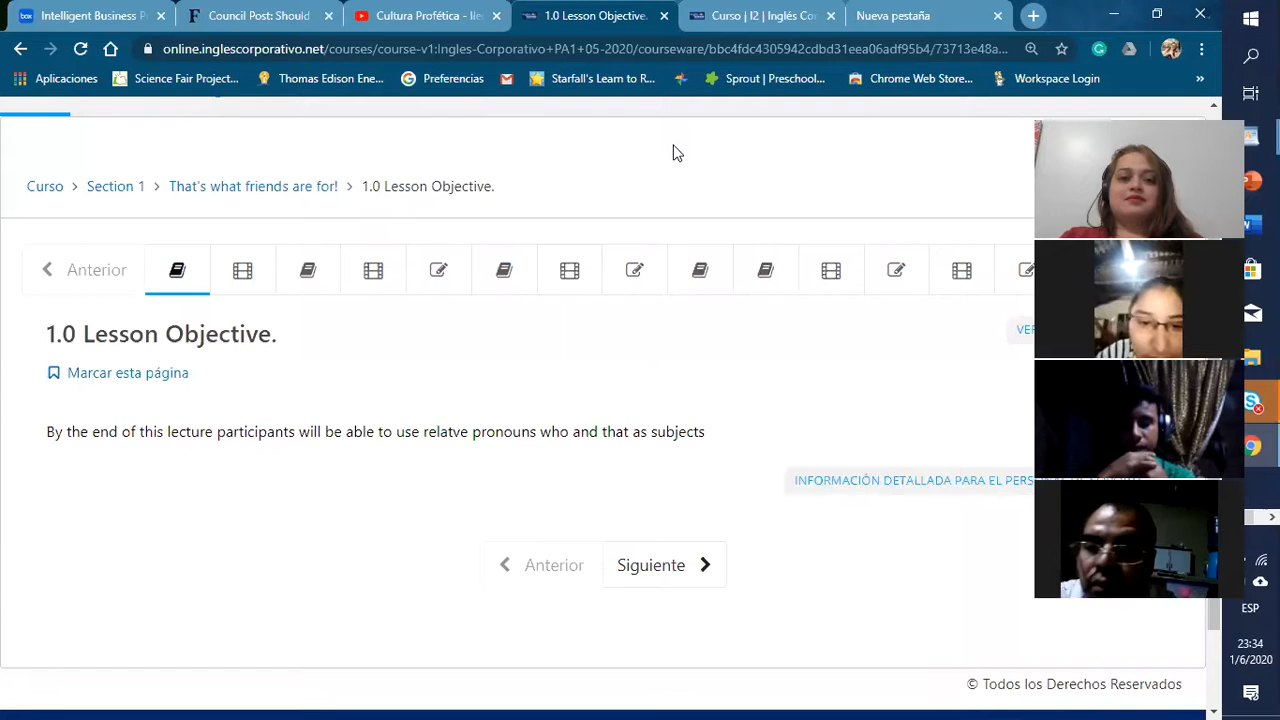 Intelligent Business P
Council Post: Should
Cultura Profética - Ile
1.0 Lesson Objective.
Curso | I2 | Inglés Co
Nueva pestaña
online.inglescorporativo.net/courses/course-v1:Ingles-Corporativo+PA1+05-2020/courseware/bbc4fdc4305942cdbd31eea06adf95b4/73713e48a...
Aplicaciones
Science Fair Project...
Thomas Edison Ene...
Preferencias
Starfall's Learn to R...
Sprout | Preschool...
Chrome Web Store...
Workspace Login
»
Curso > Section 1 > That's what friends are for! > 1.0 Lesson Objective.
Anterior
1.0 Lesson Objective.
VER
Marcar esta página
By the end of this lecture participants will be able to use relatve pronouns who and that as subjects
INFORMACIÓN DETALLADA PARA EL PERS
Anterior
Siguiente
© Todos los Derechos Reservados
ESP
23:34
1/6/2020